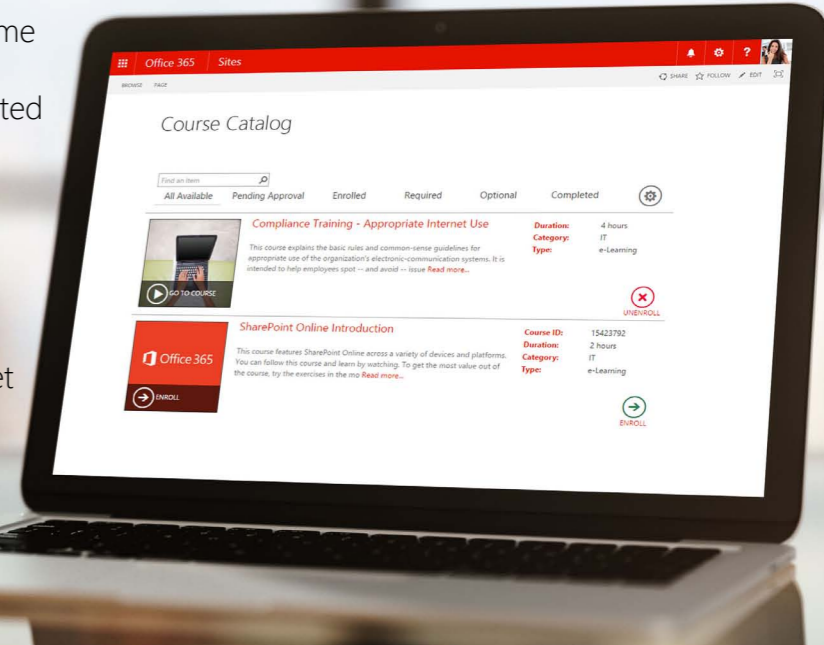 me
ted
et
Office 365 Sites ?
BROWSE PAGE SHARE FOLLOW EDIT
Course Catalog
Find an item
All Available Pending Approval Enrolled Required Optional Completed
Compliance Training - Appropriate Internet Use
This course explains the basic rules and common-sense guidelines for
appropriate use of the organization's electronic-communication systems. It is
intended to help employees spot -- and avoid -- issue Read more...
Duration: 4 hours
Category: IT
Type: e-Learning
GO TO COURSE
UNENROLL
SharePoint Online Introduction
This course features SharePoint Online across a variety of devices and platforms.
You can follow this course and learn by watching. To get the most value out of
the course, try the exercises in the mo Read more...
Course ID: 15423792
Duration: 2 hours
Category: IT
Type: e-Learning
Office 365
ENROLL
ENROLL